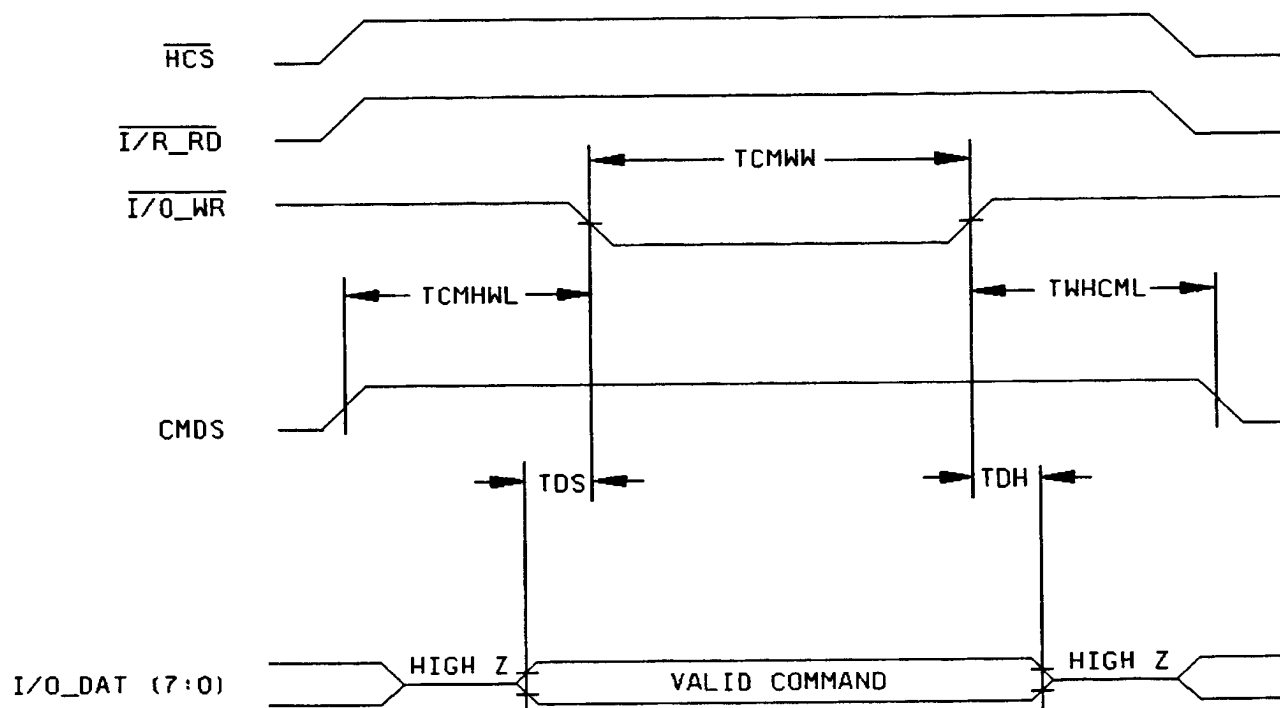 HCS
I/R_RD
TCMWW
I/O_WR
TCMHWL
TWHCML
CMDS
TDS
TDH
HIGH Z
HIGH Z
I/O_DAT (7:0)
VALID COMMAND